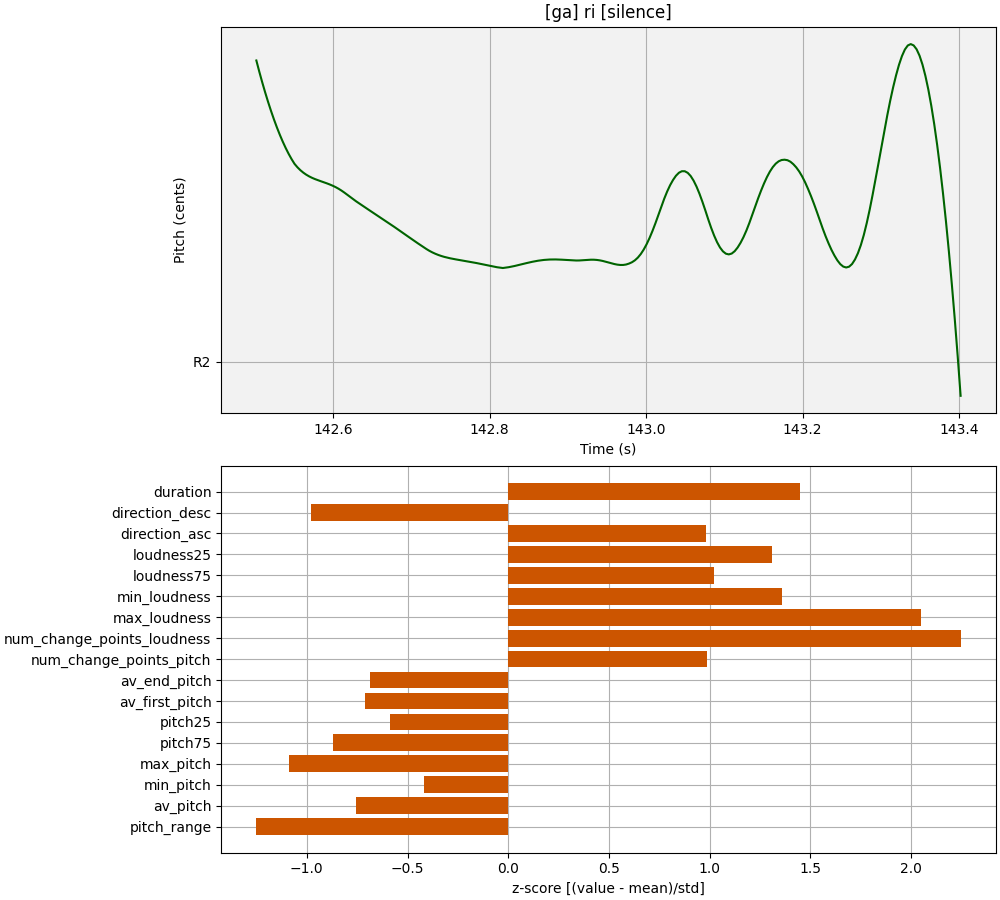 [ga] ri [silence]
Pitch (cents)
R2
142.6 142.8 143.0 143.2 143.4
Time (s)
duration
direction_desc
direction_asc
loudness25
loudness75
min_loudness
max_loudness
num_change_points_loudness
num_change_points_pitch
av_end_pitch
av_first_pitch
pitch25
pitch75
max_pitch
min_pitch
av_pitch
pitch_range
−1.0 −0.5 0.0 0.5 1.0 1.5 2.0
z-score [(value - mean)/std]